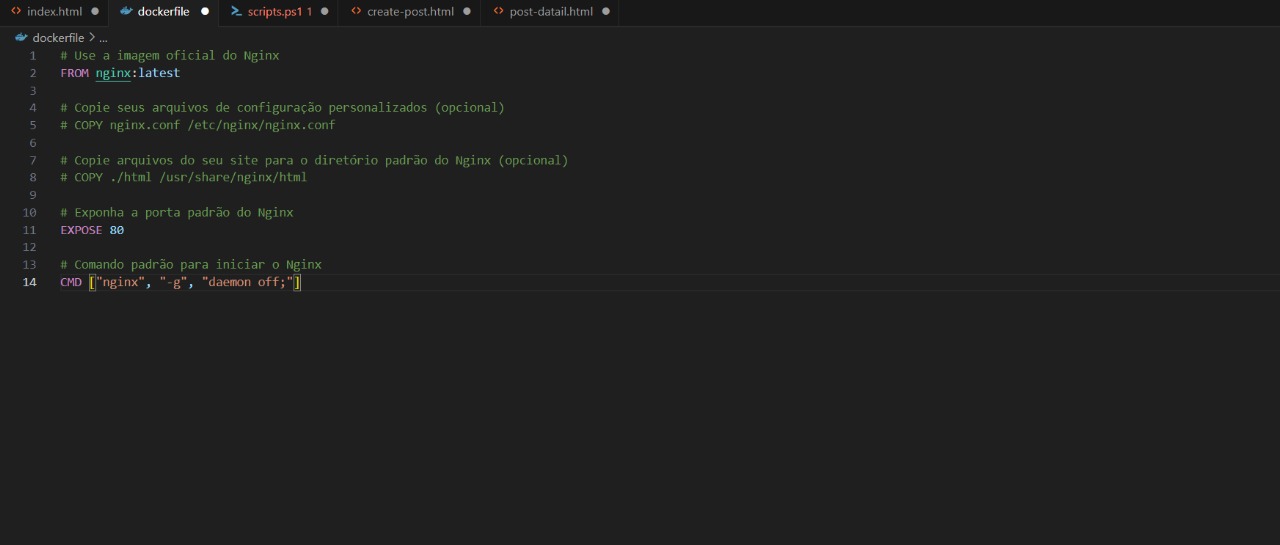 index.html
dockerfile
scripts.ps1 1
create-post.html
post-datail.html
dockerfile > ...
1 # Use a imagem oficial do Nginx
2 FROM nginx:latest
3
4 # Copie seus arquivos de configuração personalizados (opcional)
5 # COPY nginx.conf /etc/nginx/nginx.conf
6
7 # Copie arquivos do seu site para o diretório padrão do Nginx (opcional)
8 # COPY ./html /usr/share/nginx/html
9
10 # Exponha a porta padrão do Nginx
11 EXPOSE 80
12
13 # Comando padrão para iniciar o Nginx
14 CMD ["nginx", "-g", "daemon off;"]